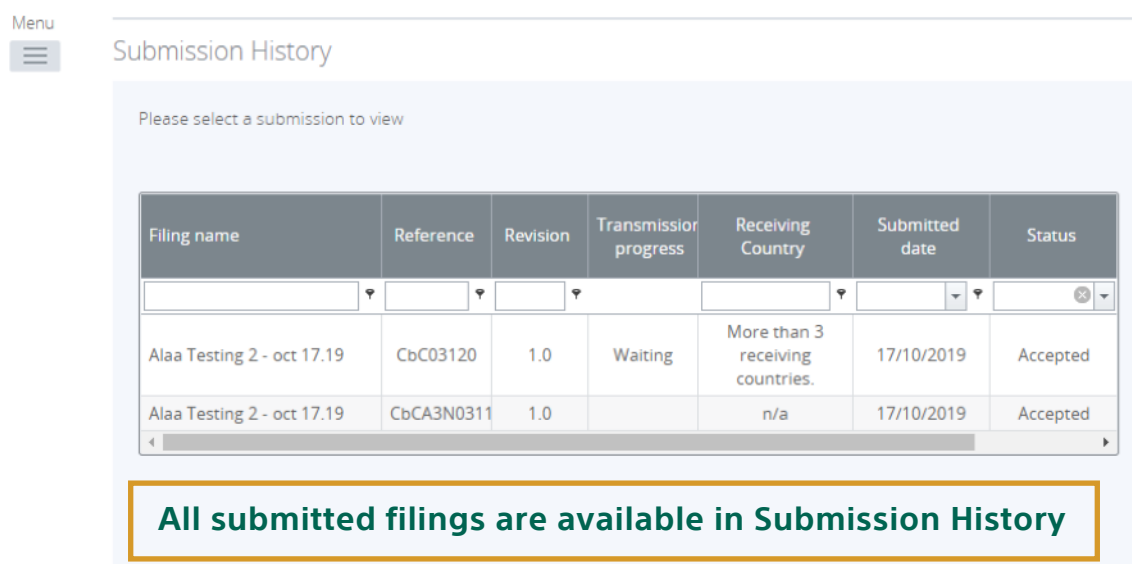 Menu
Submission History
Please select a submission to view
Filing name Reference Revision Transmission progress Receiving Country Submitted date Status
Alaa Testing 2 - oct 17.19 CbC03120 1.0 Waiting More than 3 receiving countries. 17/10/2019 Accepted
Alaa Testing 2 - oct 17.19 CbCA3N0311 1.0 n/a 17/10/2019 Accepted
All submitted filings are available in Submission History